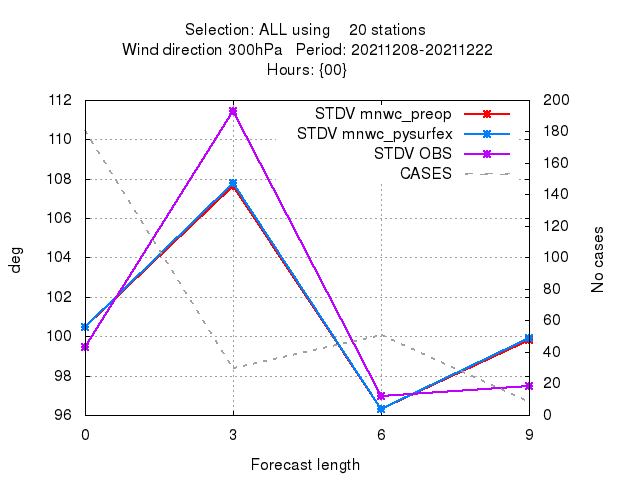 Selection: ALL using 20 stations
Wind direction 300hPa Period: 20211208-20211222
Hours: {00}
STDV mnwc_preop
STDV mnwc_pysurfex
STDV OBS
CASES
112
110
108
106
104
102
100
98
96
deg
200
180
160
140
120
100
80
60
40
20
0
No cases
0 3 6 9
Forecast length